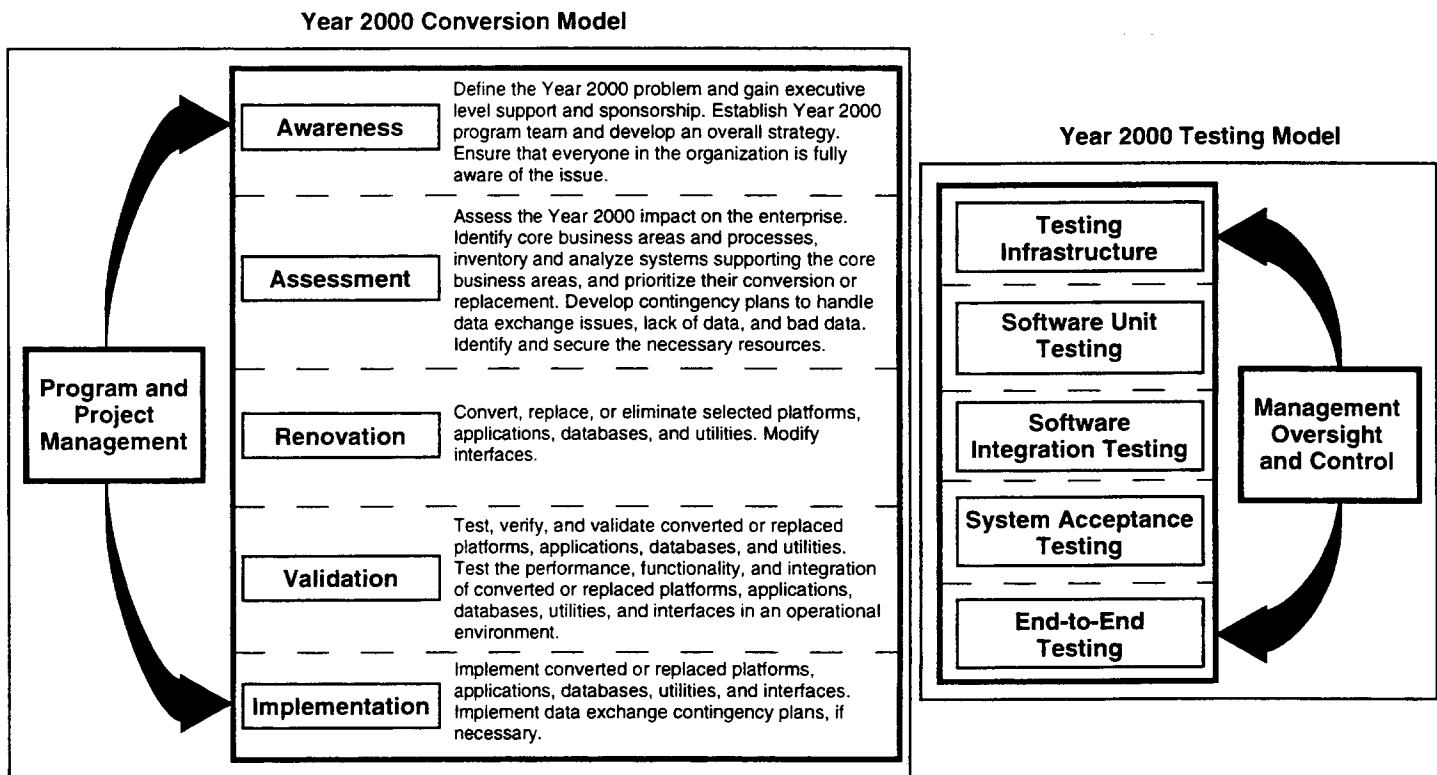 Year 2000 Conversion Model
Program and
Project
Management
Awareness
Define the Year 2000 problem and gain executive
level support and sponsorship. Establish Year 2000
program team and develop an overall strategy.
Ensure that everyone in the organization is fully
aware of the issue.
Assessment
Assess the Year 2000 impact on the enterprise.
Identify core business areas and processes,
inventory and analyze systems supporting the core
business areas, and prioritize their conversion or
replacement. Develop contingency plans to handle
data exchange issues, lack of data, and bad data.
Identify and secure the necessary resources.
Renovation
Convert, replace, or eliminate selected platforms,
applications, databases, and utilities. Modify
interfaces.
Validation
Test, verify, and validate converted or replaced
platforms, applications, databases, and utilities.
Test the performance, functionality, and integration
of converted or replaced platforms, applications,
databases, utilities, and interfaces in an operational
environment.
Implementation
Implement converted or replaced platforms,
applications, databases, utilities, and interfaces.
Implement data exchange contingency plans, if
necessary.
Year 2000 Testing Model
Testing
Infrastructure
Software Unit
Testing
Software
Integration Testing
System Acceptance
Testing
End-to-End
Testing
Management
Oversight
and Control